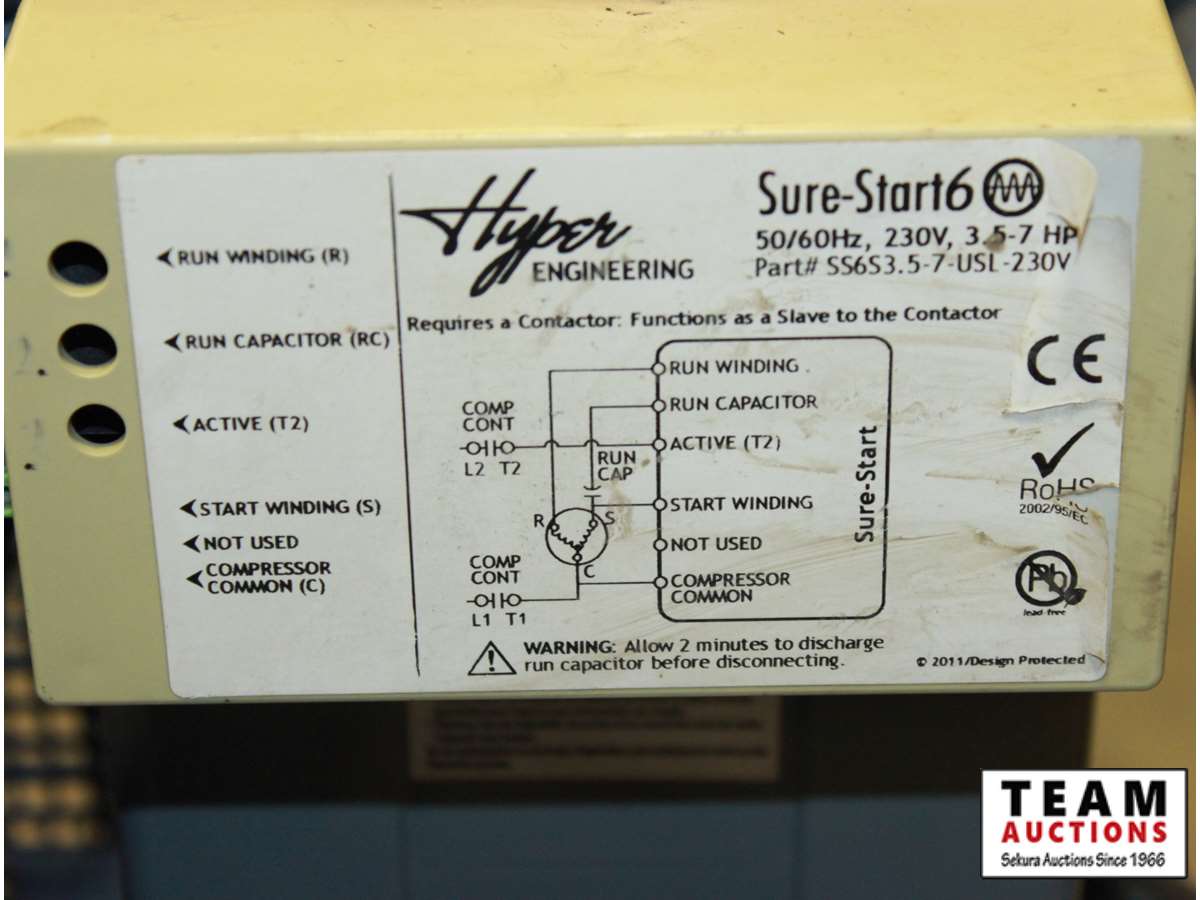 RUN WINDING (R)
RUN CAPACITOR (RC)
ACTIVE (T2)
START WINDING (S)
NOT USED
COMPRESSOR
COMMON (C)
Hyper
ENGINEERING
Sure-Start6
50/60Hz, 230V, 3.5-7 HP
Part# SS6S3.5-7-USL-230V
Requires a Contactor: Functions as a Slave to the Contactor
RUN WINDING
RUN CAPACITOR
ACTIVE (T2)
START WINDING
NOT USED
COMPRESSOR
COMMON
Sure-Start
COMP
CONT
L2 T2
RUN
CAP
R S
C
COMP
CONT
L1 T1
WARNING: Allow 2 minutes to discharge
run capacitor before disconnecting.
CE
RoHS
2002/95/EC
Pb
lead-free
© 2011/Design Protected
TEAM
AUCTIONS
Sekura Auctions Since 1966